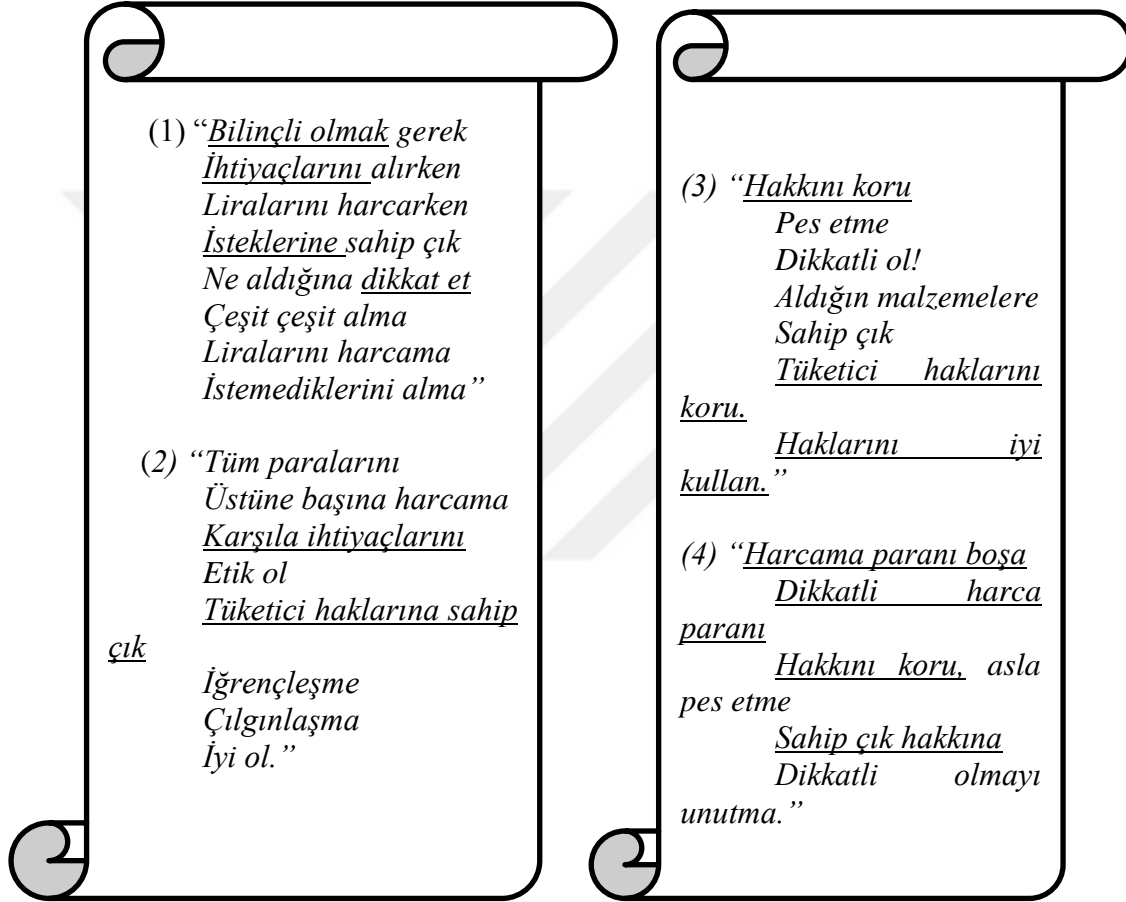 (1) “Bilinçli olmak gerek
İhtiyaçlarını alırken
Liralarını harcarken
İsteklerine sahip çık
Ne aldığına dikkat et
Çeşit çeşit alma
Liralarını harcama
İstemediklerini alma”
(2) “Tüm paralarını
Üstüne başına harcama
Karşıla ihtiyaçlarını
Etik ol
Tüketici haklarına sahip
çık
İğrençleşme
Çılgınlaşma
İyi ol.”
(3) “Hakkını koru
Pes etme
Dikkatli ol!
Aldığın malzemelere
Sahip çık
Tüketici haklarını
koru.
Haklarını iyi
kullan.”
(4) “Harcama paranı boşa
Dikkatli harca
paranı
Hakkını koru, asla
pes etme
Sahip çık hakkına
Dikkatli olmayı
unutma.”